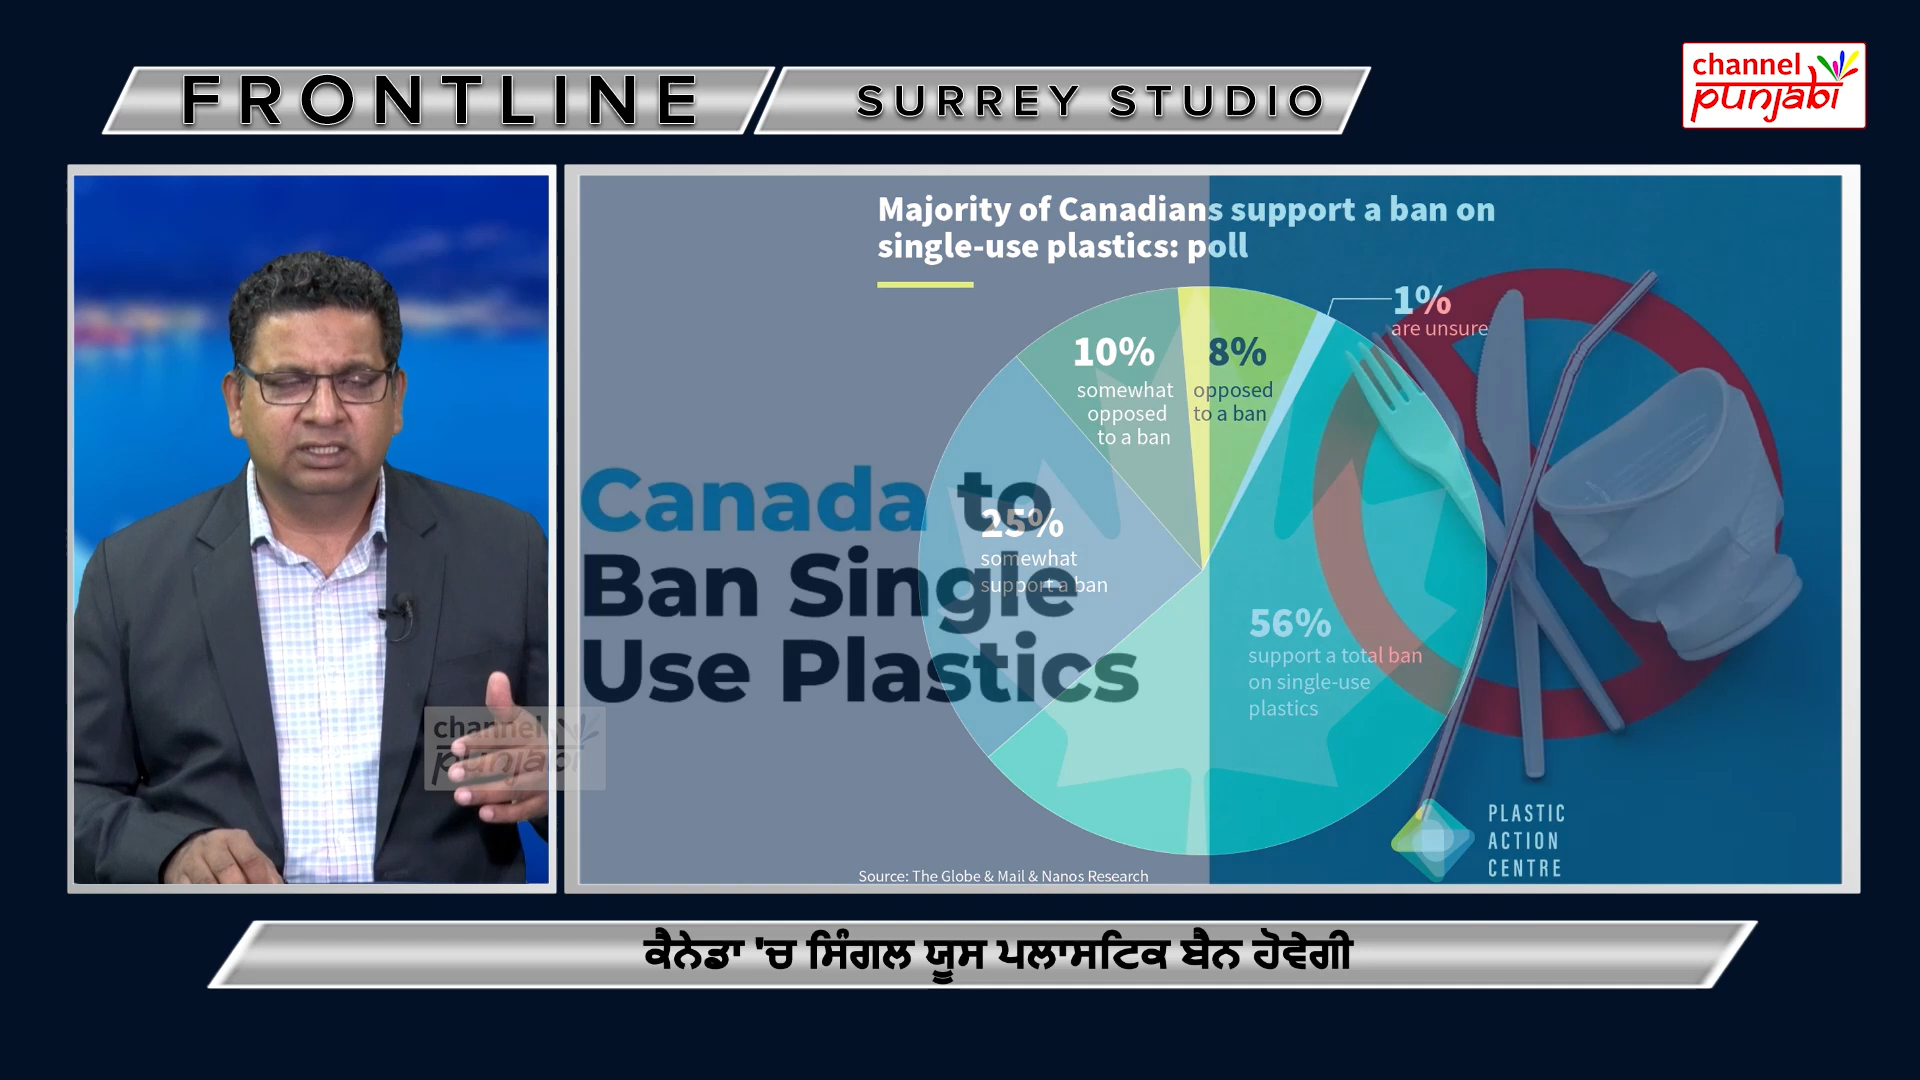 FRONTLINE
SURREY STUDIO
channel
punjabi
Majority of Canadians support a ban on
single-use plastics: poll
1%
are unsure
10%
somewhat
opposed
to a ban
8%
opposed
to a ban
25%
somewhat
support a ban
56%
support a total ban
on single-use
plastics
Canada to
Ban Single
Use Plastics
channel
punjabi
PLASTIC
ACTION
CENTRE
Source: The Globe & Mail & Nanos Research
ਕੈਨੇਡਾ 'ਚ ਸਿੰਗਲ ਯੂਸ ਪਲਾਸਟਿਕ ਬੈਨ ਹੋਵੇਗੀ